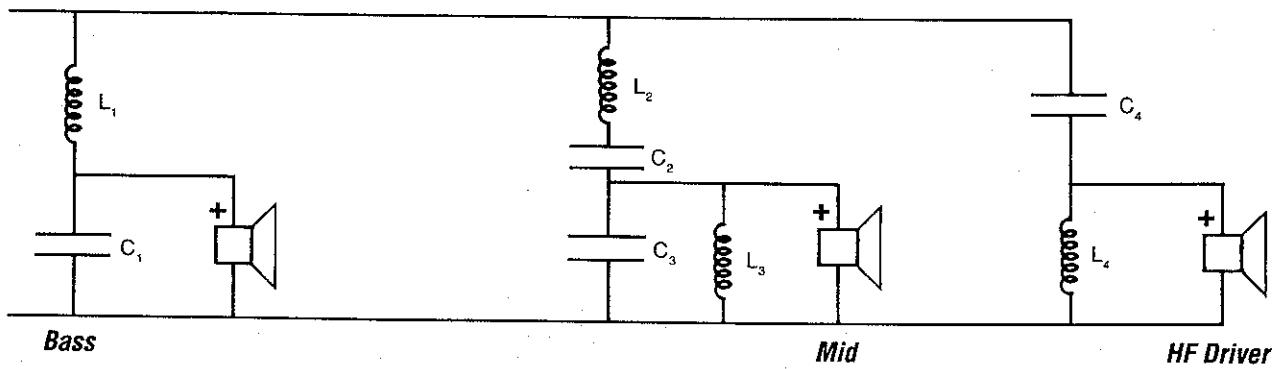 L₁
L₂
C₄
C₂
+
+
+
C₁
C₃
L₃
L₄
Bass
Mid
HF Driver